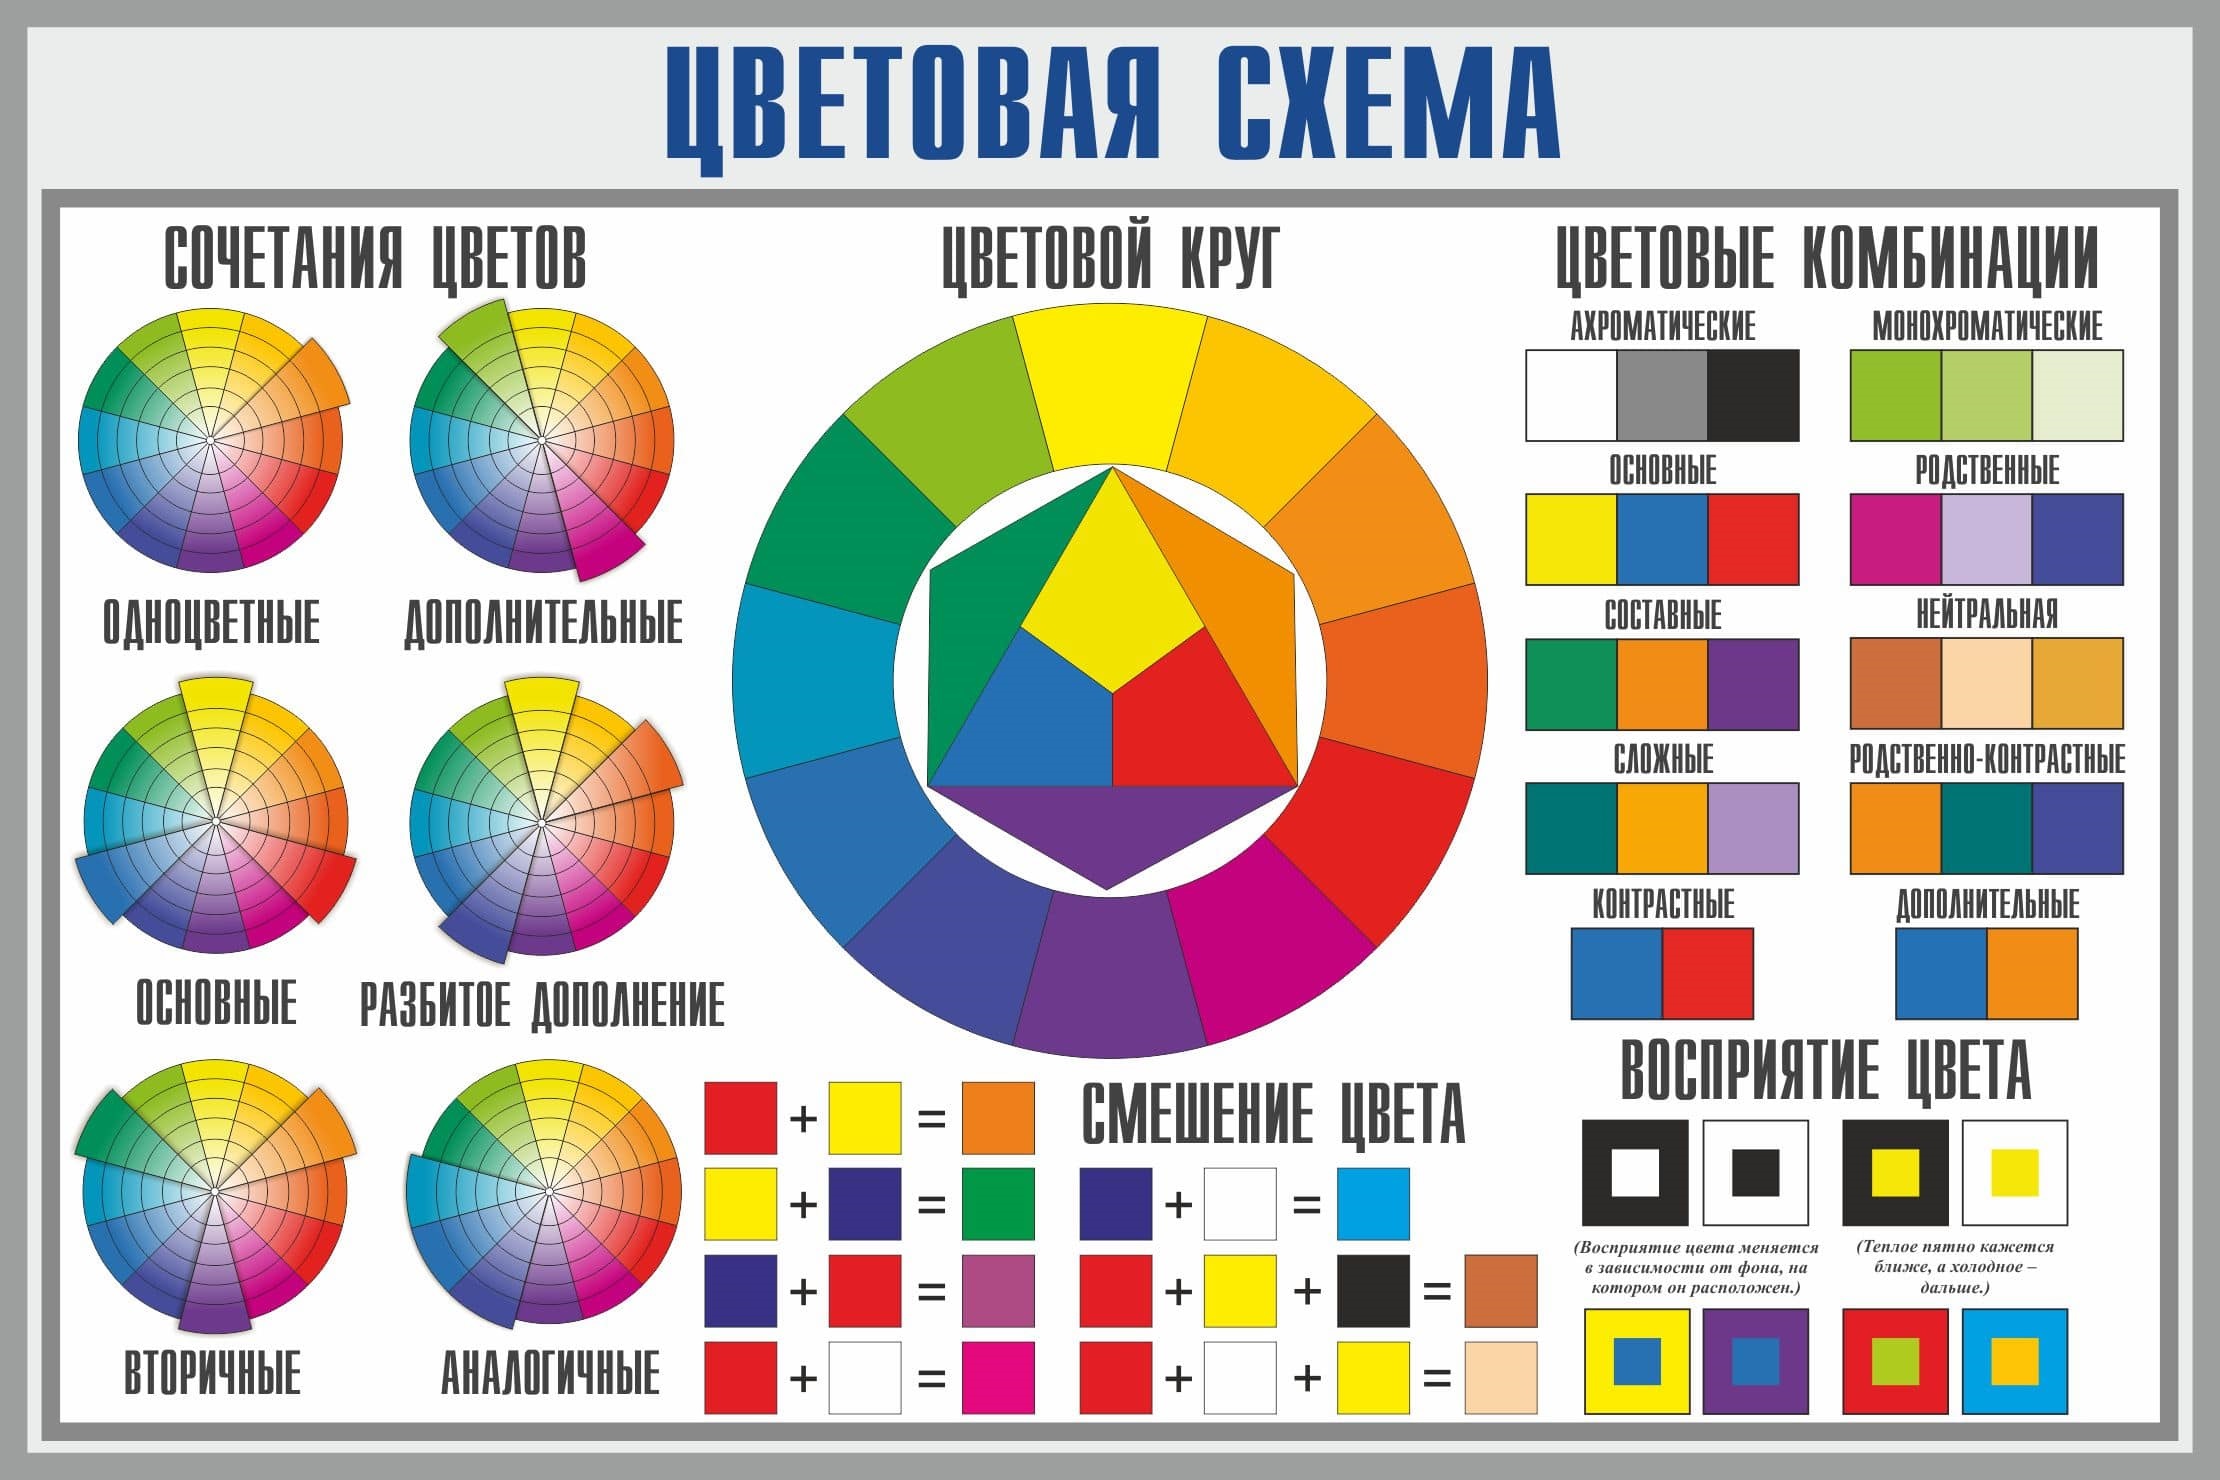 ЦВЕТОВАЯ СХЕМА
СОЧЕТАНИЯ ЦВЕТОВ
ОДНОЦВЕТНЫЕ
ДОПОЛНИТЕЛЬНЫЕ
ОСНОВНЫЕ
РАЗБИТОЕ ДОПОЛНЕНИЕ
ВТОРИЧНЫЕ
АНАЛОГИЧНЫЕ
ЦВЕТОВОЙ КРУГ
СМЕШЕНИЕ ЦВЕТА
+ =
+ =
+ =
+ =
+ =
+ + =
+ + =
ЦВЕТОВЫЕ КОМБИНАЦИИ
АХРОМАТИЧЕСКИЕ
МОНОХРОМАТИЧЕСКИЕ
ОСНОВНЫЕ
РОДСТВЕННЫЕ
СОСТАВНЫЕ
НЕЙТРАЛЬНАЯ
СЛОЖНЫЕ
РОДСТВЕННО-КОНТРАСТНЫЕ
КОНТРАСТНЫЕ
ДОПОЛНИТЕЛЬНЫЕ
ВОСПРИЯТИЕ ЦВЕТА
(Восприятие цвета меняется
в зависимости от фона, на
котором он расположен.)
(Теплое пятно кажется
ближе, а холодное –
дальше.)